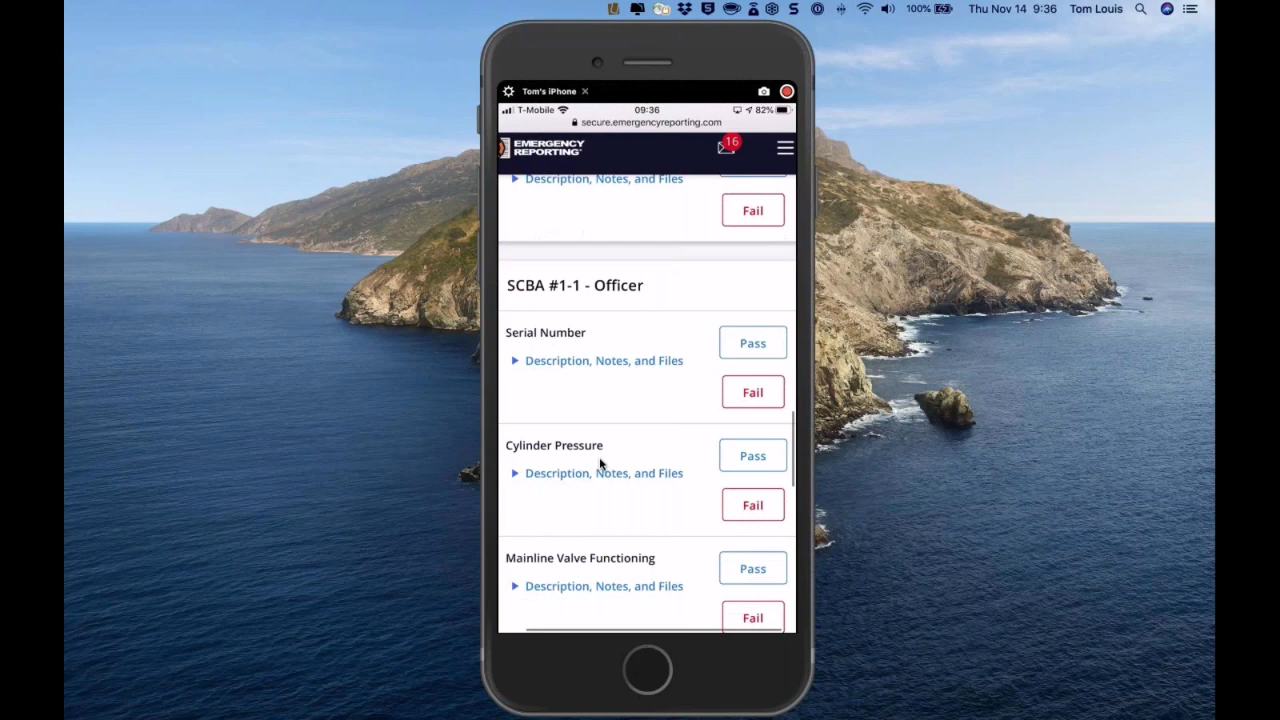 100%
Thu Nov 14 9:36
Tom Louis
Tom's iPhone
T-Mobile
09:36
82%
secure.emergencyreporting.com
EMERGENCY
REPORTING
16
Description, Notes, and Files
Fail
SCBA #1-1 - Officer
Serial Number
Pass
Description, Notes, and Files
Fail
Cylinder Pressure
Pass
Description, Notes, and Files
Fail
Mainline Valve Functioning
Pass
Description, Notes, and Files
Fail